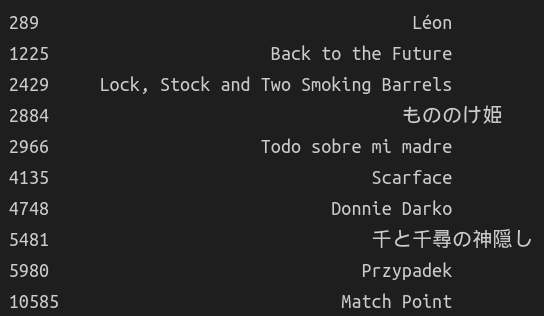 289 Léon
1225 Back to the Future
2429 Lock, Stock and Two Smoking Barrels
2884 もののけ姫
2966 Todo sobre mi madre
4135 Scarface
4748 Donnie Darko
5481 千と千尋の神隠し
5980 Przypadek
10585 Match Point